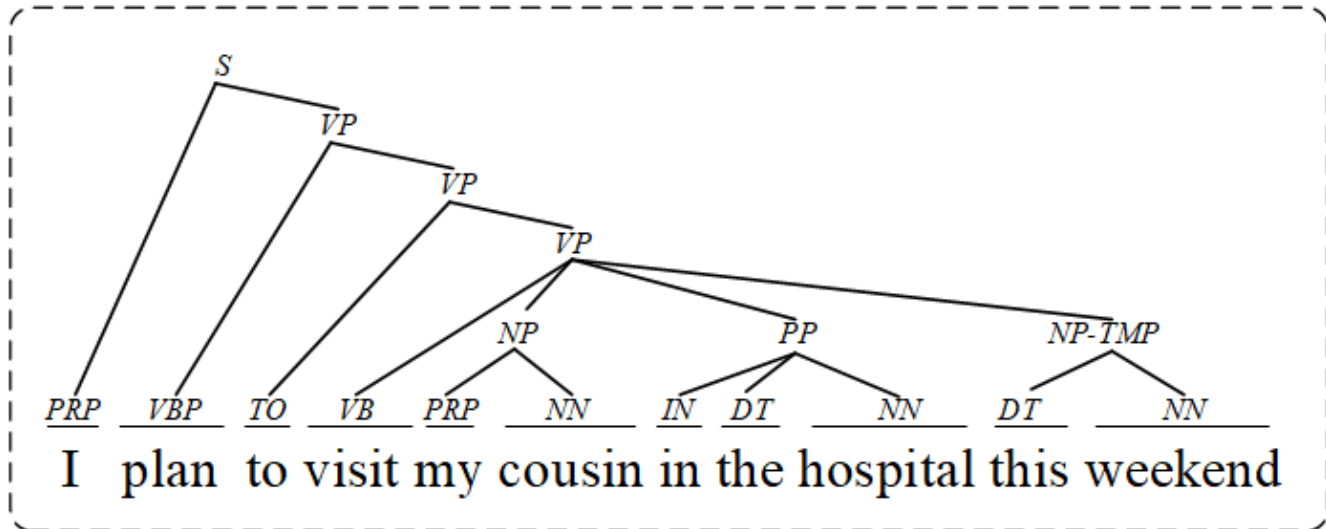 S
VP
VP
VP
NP PP NP-TMP
PRP VBP TO VB PRP NN IN DT NN DT NN
I plan to visit my cousin in the hospital this weekend